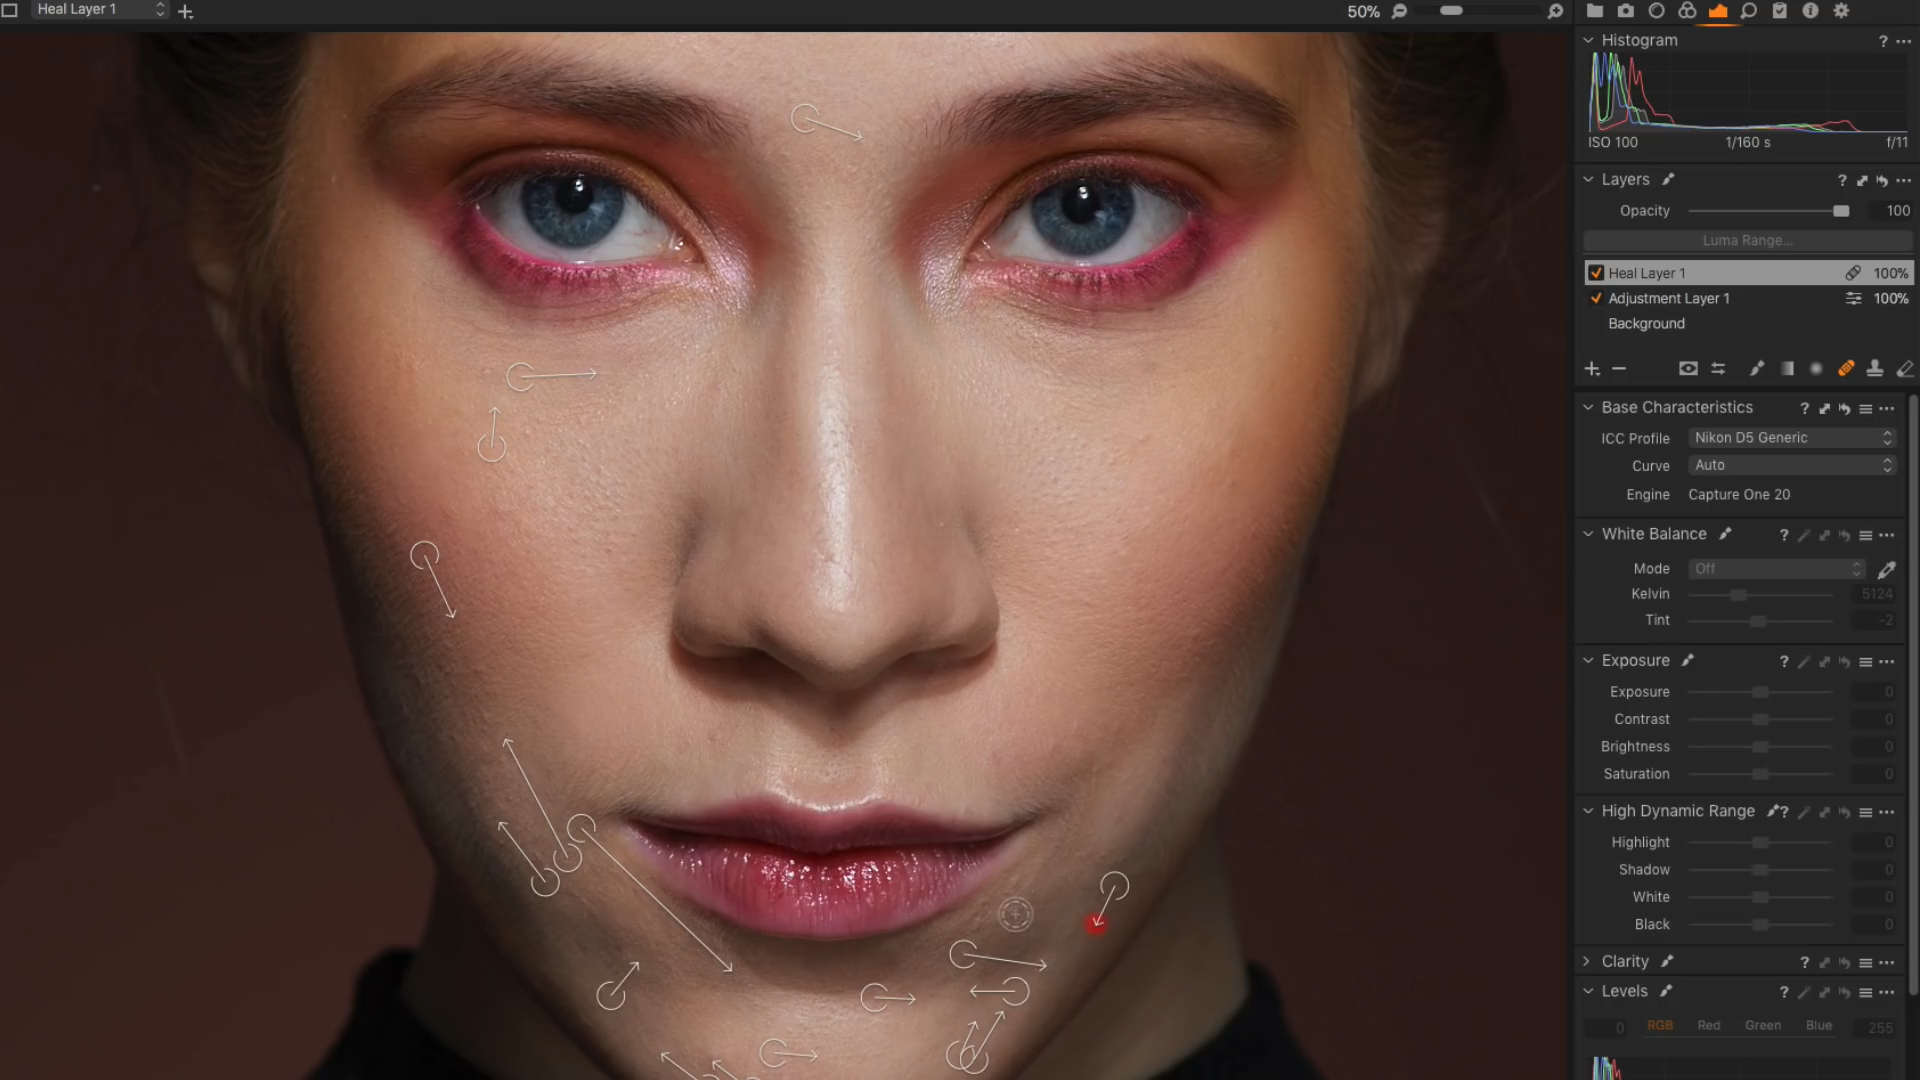 Heal Layer 1
50%
Histogram
ISO 100 1/160 s f/11
Layers
Opacity 100
Luma Range...
Heal Layer 1 100%
Adjustment Layer 1 100%
Background
Base Characteristics
ICC Profile Nikon D5 Generic
Curve Auto
Engine Capture One 20
White Balance
Mode Off
Kelvin 5124
Tint -2
Exposure
Exposure 0
Contrast 0
Brightness 0
Saturation 0
High Dynamic Range
Highlight 0
Shadow 0
White 0
Black 0
Clarity
Levels
0 RGB Red Green Blue 255